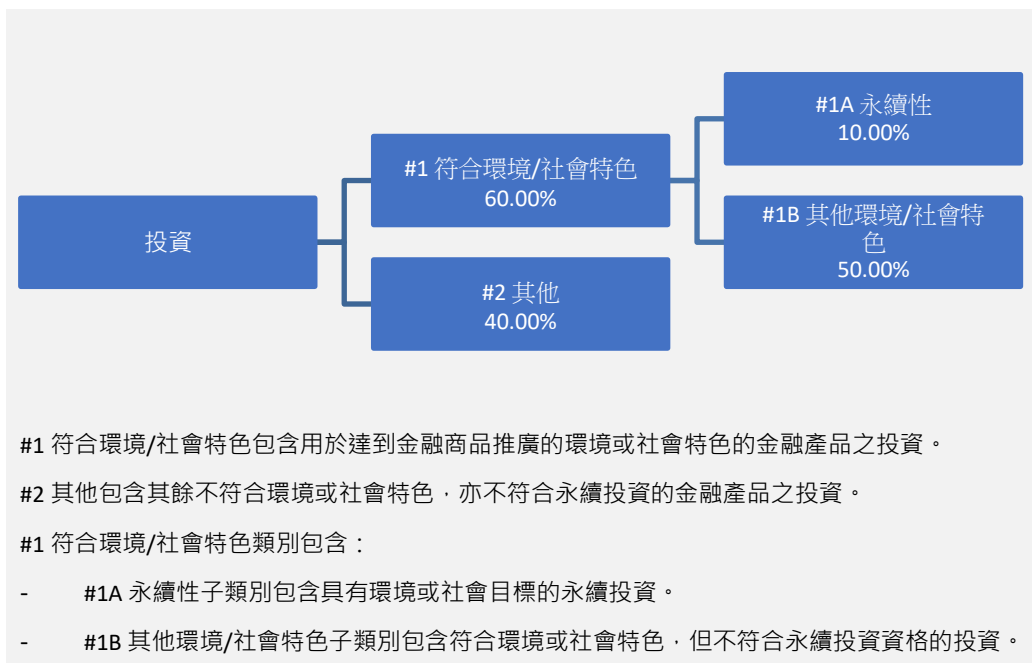 投資
#1 符合環境/社會特色
60.00%
#2 其他
40.00%
#1A 永續性
10.00%
#1B 其他環境/社會特
色
50.00%
#1 符合環境/社會特色包含用於達到金融商品推廣的環境或社會特色的金融產品之投資。
#2 其他包含其餘不符合環境或社會特色，亦不符合永續投資的金融產品之投資。
#1 符合環境/社會特色類別包含：
- #1A 永續性子類別包含具有環境或社會目標的永續投資。
- #1B 其他環境/社會特色子類別包含符合環境或社會特色，但不符合永續投資資格的投資。